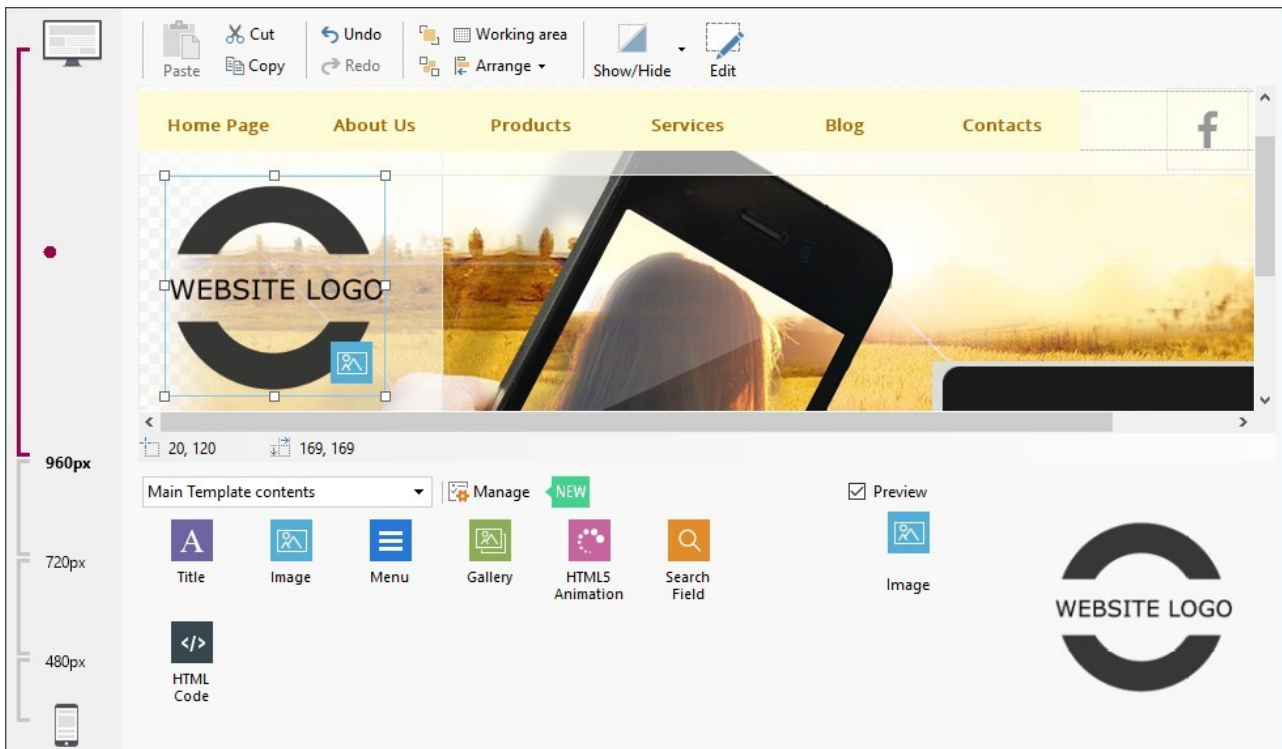 Cut
Undo
Working area
Paste
Copy
Redo
Arrange
Show/Hide
Edit
Home Page
About Us
Products
Services
Blog
Contacts
f
WEBSITE LOGO
20, 120
169, 169
960px
Main Template contents
Manage
NEW
Preview
A
Title
Image
Menu
Gallery
HTML5
Animation
Search
Field
Image
WEBSITE LOGO
720px
</>
HTML
Code
480px